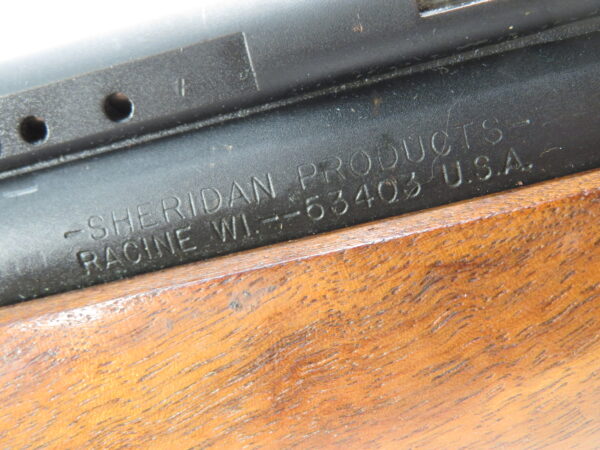 -SHERIDAN PRODUCTS-
RACINE WI.--53403 U.S.A.